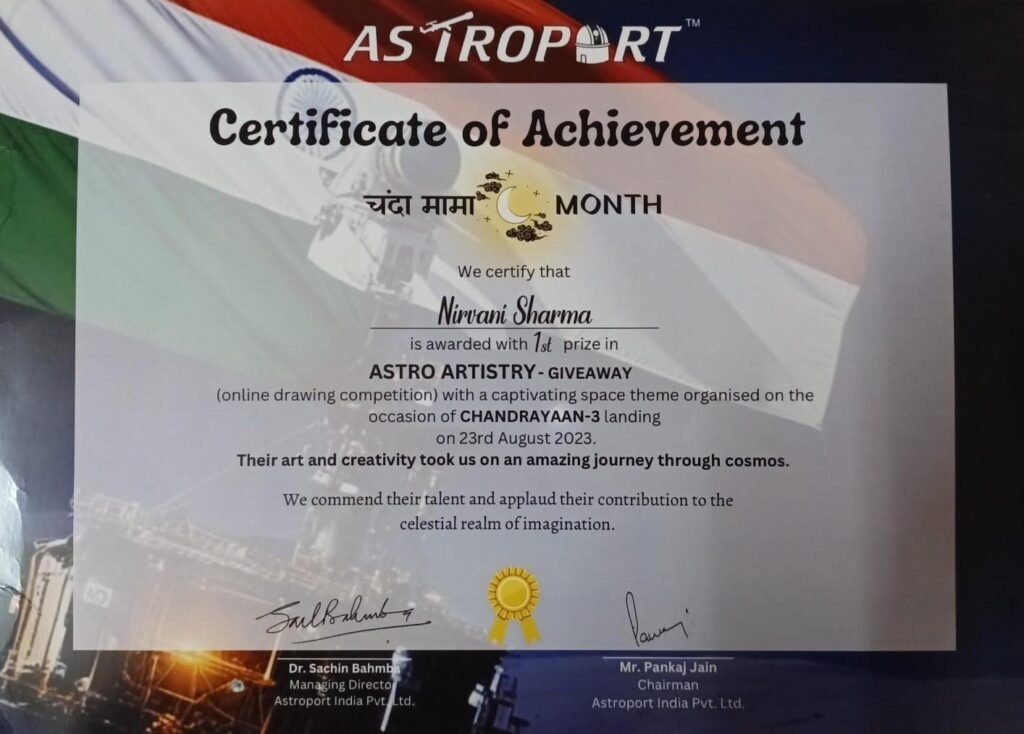 ASTROPORT™
Certificate of Achievement
चंदा मामा MONTH
We certify that
Nirvani Sharma
is awarded with 1st prize in
ASTRO ARTISTRY - GIVEAWAY
(online drawing competition) with a captivating space theme organised on the
occasion of CHANDRAYAAN-3 landing
on 23rd August 2023.
Their art and creativity took us on an amazing journey through cosmos.
We commend their talent and applaud their contribution to the
celestial realm of imagination.
Dr. Sachin Bahmba
Managing Director
Astroport India Pvt. Ltd.
Mr. Pankaj Jain
Chairman
Astroport India Pvt. Ltd.